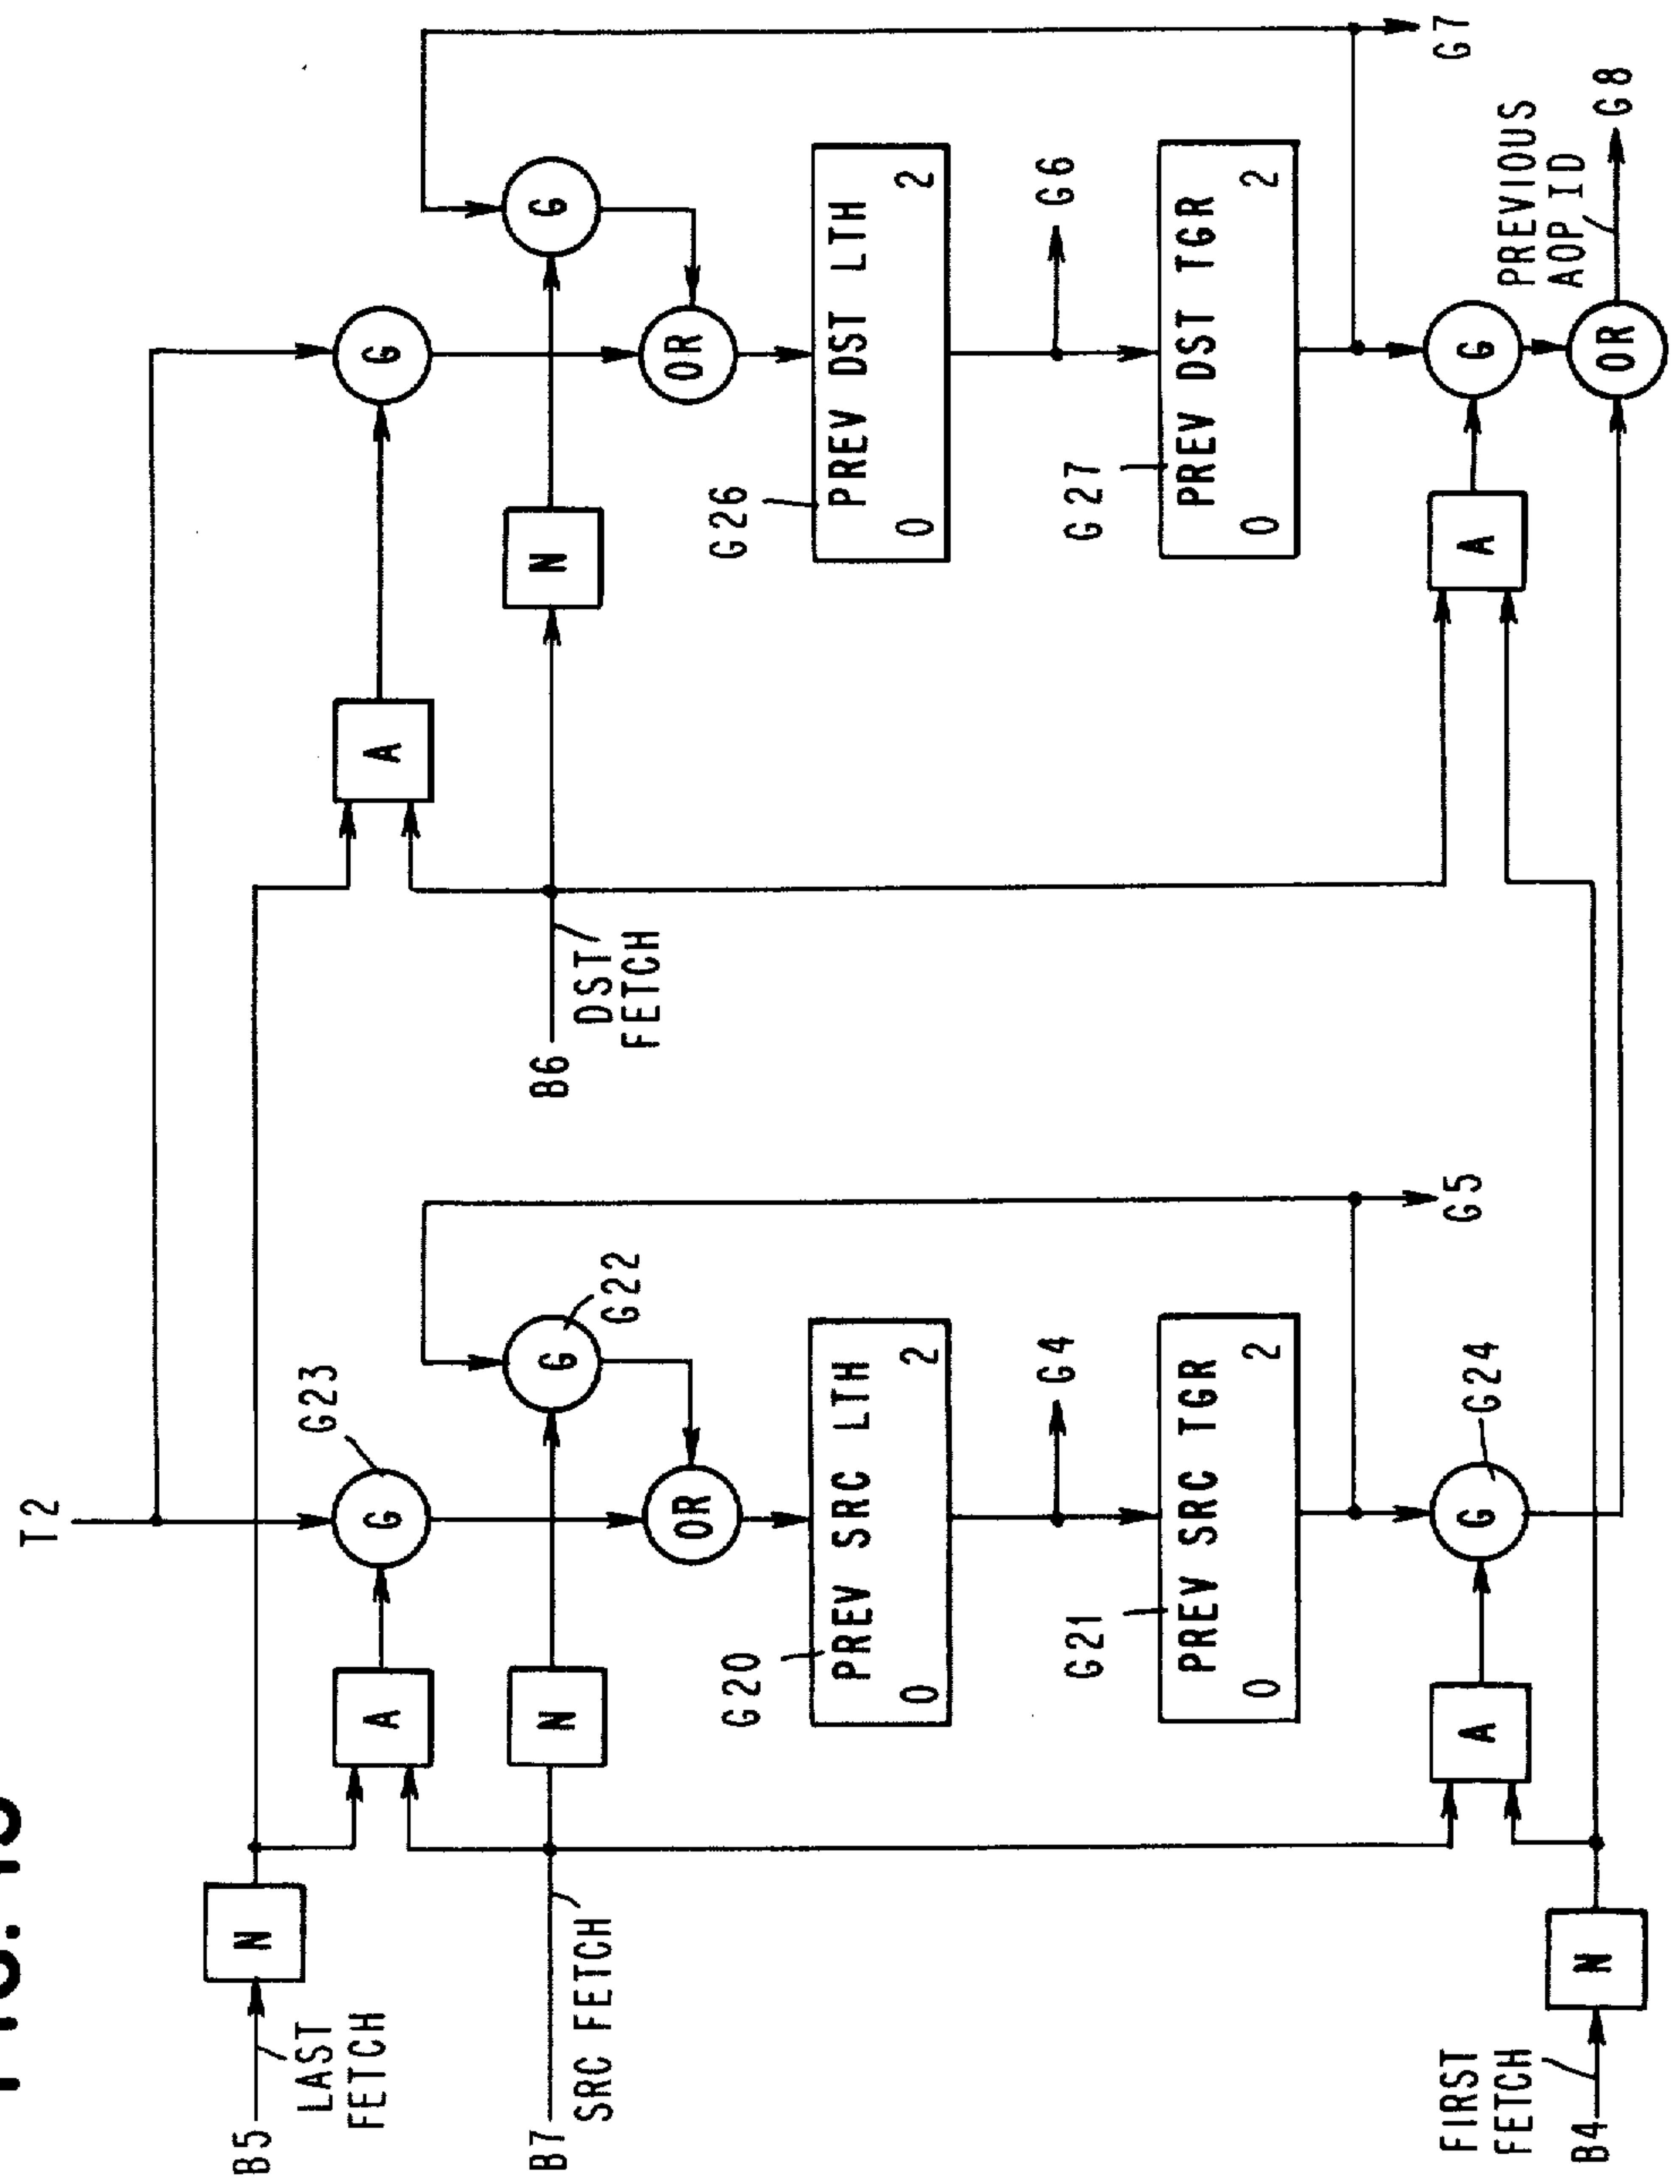 T2
B5
LAST
FETCH
N
A
G
G23
A
G
B7
SRC FETCH
N
G
G22
B6
DST
FETCH
N
G
OR
OR
G20
PREV SRC LTH
0 2
G26
PREV DST LTH
0 2
G4
G6
G21
PREV SRC TGR
0 2
G27
PREV DST TGR
0 2
G5
G7
FIRST
FETCH
B4
N
A
G
G24
A
G
OR
PREVIOUS
AOP ID
G8